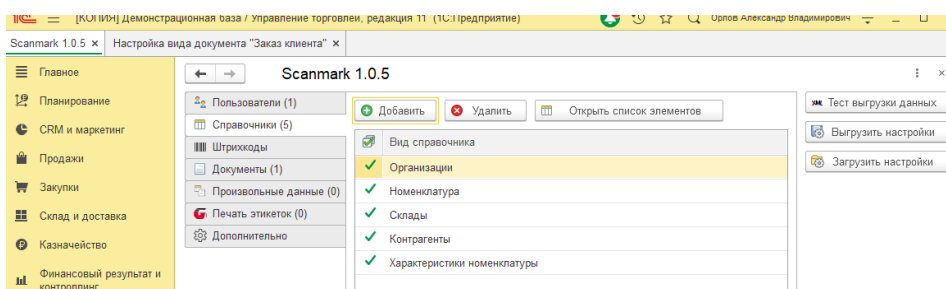 [КОПИЯ] Демонстрационная база / Управление торговлей, редакция 11 (1С:Предприятие)
Орлов Александр Владимирович
Scanmark 1.0.5 × Настройка вида документа "Заказ клиента" ×
Главное
Планирование
CRM и маркетинг
Продажи
Закупки
Склад и доставка
Казначейство
Финансовый результат и
контроллинг
Scanmark 1.0.5
Пользователи (1)
Справочники (5)
Штрихкоды
Документы (1)
Произвольные данные (0)
Печать этикеток (0)
Дополнительно
Добавить Удалить Открыть список элементов
Вид справочника
Организации
Номенклатура
Склады
Контрагенты
Характеристики номенклатуры
Тест выгрузки данных
Выгрузить настройки
Загрузить настройки